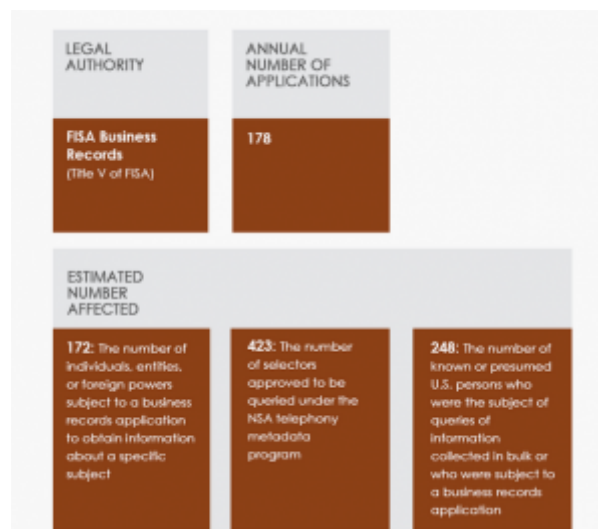 LEGAL
AUTHORITY
ANNUAL
NUMBER OF
APPLICATIONS
FISA Business
Records
(Title V of FISA)
178
ESTIMATED
NUMBER
AFFECTED
172: The number of
individuals, entities,
or foreign powers
subject to a business
records application
to obtain information
about a specific
subject
423: The number
of selectors
approved to be
queried under the
NSA telephony
metadata
program
248: The number of
known or presumed
U.S. persons who
were the subject of
queries of
information
collected in bulk or
who were subject to
a business records
application